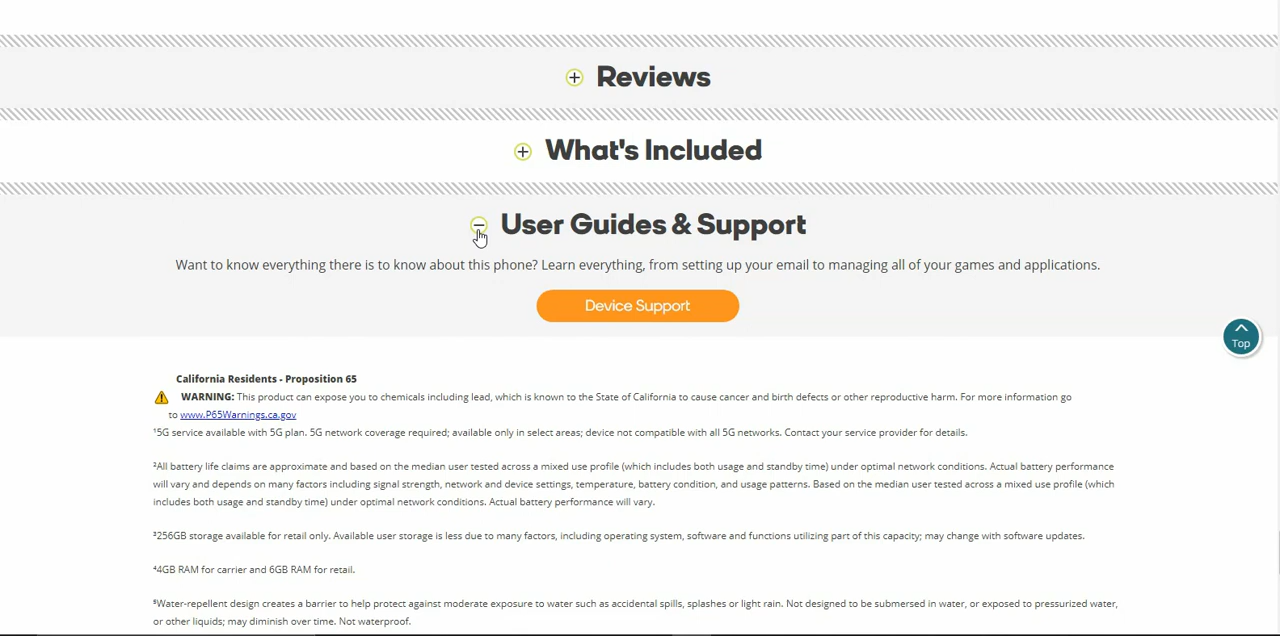 Reviews
What's Included
User Guides & Support
Want to know everything there is to know about this phone? Learn everything, from setting up your email to managing all of your games and applications.
Device Support
Top
California Residents - Proposition 65
WARNING: This product can expose you to chemicals including lead, which is known to the State of California to cause cancer and birth defects or other reproductive harm. For more information go
to www.P65Warnings.ca.gov
¹5G service available with 5G plan. 5G network coverage required; available only in select areas; device not compatible with all 5G networks. Contact your service provider for details.
²All battery life claims are approximate and based on the median user tested across a mixed use profile (which includes both usage and standby time) under optimal network conditions. Actual battery performance
will vary and depends on many factors including signal strength, network and device settings, temperature, battery condition, and usage patterns. Based on the median user tested across a mixed use profile (which
includes both usage and standby time) under optimal network conditions. Actual battery performance will vary.
³256GB storage available for retail only. Available user storage is less due to many factors, including operating system, software and functions utilizing part of this capacity; may change with software updates.
⁴4GB RAM for carrier and 6GB RAM for retail.
⁵Water-repellent design creates a barrier to help protect against moderate exposure to water such as accidental spills, splashes or light rain. Not designed to be submersed in water, or exposed to pressurized water,
or other liquids; may diminish over time. Not waterproof.